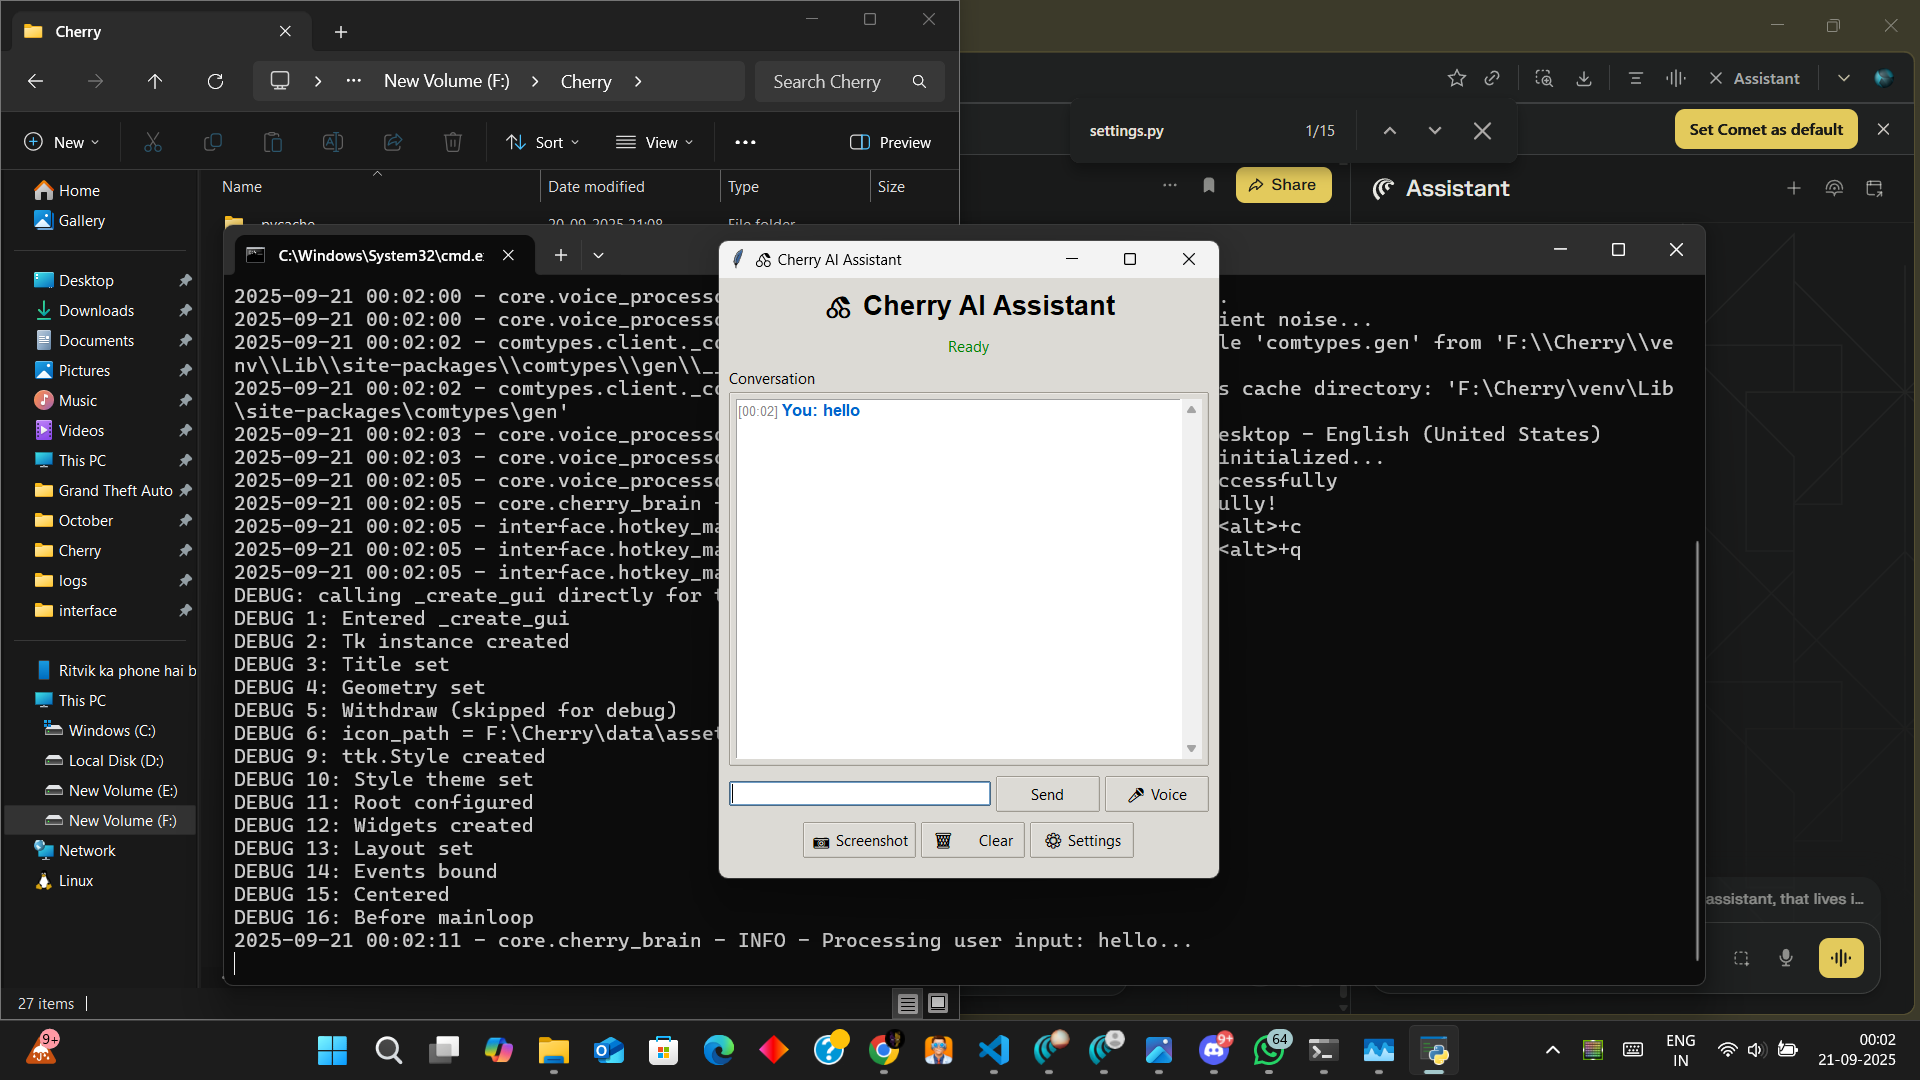 Cherry
New Volume (F:)
Cherry
Search Cherry
New
Sort
View
Preview
Name
Date modified
Type
Size
20-09-2025 21:08
File folder
Home
Gallery
Desktop
Downloads
Documents
Pictures
Music
Videos
This PC
Grand Theft Auto
October
Cherry
logs
interface
Ritvik ka phone hai b
This PC
Windows (C:)
Local Disk (D:)
New Volume (E:)
New Volume (F:)
Network
Linux
27 items
Assistant
settings.py
1/15
Set Comet as default
Share
Assistant
assistant, that lives i...
C:\Windows\System32\cmd.e
2025-09-21 00:02:00 - core.voice_process
2025-09-21 00:02:00 - core.voice_process ient noise...
2025-09-21 00:02:02 - comtypes.client._c le 'comtypes.gen' from 'F:\\Cherry\\ve
nv\\Lib\\site-packages\\comtypes\\gen\\_
2025-09-21 00:02:02 - comtypes.client._c s cache directory: 'F:\Cherry\venv\Lib
\site-packages\comtypes\gen'
2025-09-21 00:02:03 - core.voice_process esktop - English (United States)
2025-09-21 00:02:03 - core.voice_process initialized...
2025-09-21 00:02:05 - core.voice_process ccessfully
2025-09-21 00:02:05 - core.cherry_brain - ully!
2025-09-21 00:02:05 - interface.hotkey_m <alt>+c
2025-09-21 00:02:05 - interface.hotkey_m <alt>+q
2025-09-21 00:02:05 - interface.hotkey_m
DEBUG: calling _create_gui directly for
DEBUG 1: Entered _create_gui
DEBUG 2: Tk instance created
DEBUG 3: Title set
DEBUG 4: Geometry set
DEBUG 5: Withdraw (skipped for debug)
DEBUG 6: icon_path = F:\Cherry\data\asse
DEBUG 9: ttk.Style created
DEBUG 10: Style theme set
DEBUG 11: Root configured
DEBUG 12: Widgets created
DEBUG 13: Layout set
DEBUG 14: Events bound
DEBUG 15: Centered
DEBUG 16: Before mainloop
2025-09-21 00:02:11 - core.cherry_brain - INFO - Processing user input: hello...
Cherry AI Assistant
Cherry AI Assistant
Ready
Conversation
[00:02] You: hello
Send
Voice
Screenshot
Clear
Settings
9+
9+
64
ENG
IN
00:02
21-09-2025